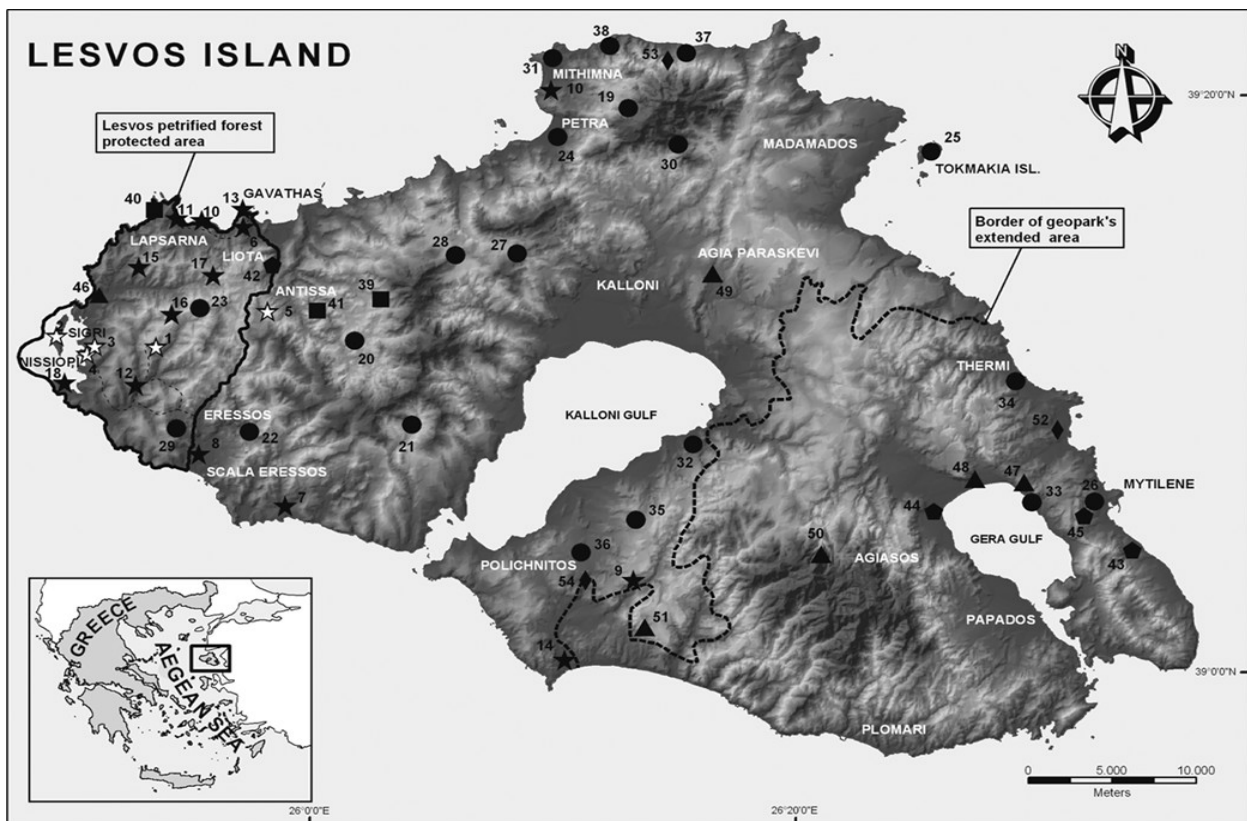 LESVOS ISLAND
N
39°20'0"N
38
37
53
31
MITHIMNA
10
19
PETRA
24
30
MADAMADOS
25
TOKMAKIA ISL.
Lesvos petrified forest
protected area
Border of geopark's
extended area
40
11
10
13
GAVATHAS
6
LAPSARNA
15
17
LIOTA
42
28
27
AGIA PARASKEVI
49
KALLONI
46
16
23
ANTISSA
5
41
39
20
2
SIGRI
3
4
1
NISSIOPI
18
12
29
ERESSOS
22
21
8
SCALA ERESSOS
7
KALLONI GULF
THERMI
34
52
32
48
47
33
26
MYTILENE
45
44
GERA GULF
43
35
36
POLICHNITOS
54
9
50
AGIASOS
51
14
PAPADOS
PLOMARI
39°0'0"N
GREECE
AEGEAN SEA
0
5.000
10.000
Meters
26°0'0"E
26°20'0"E